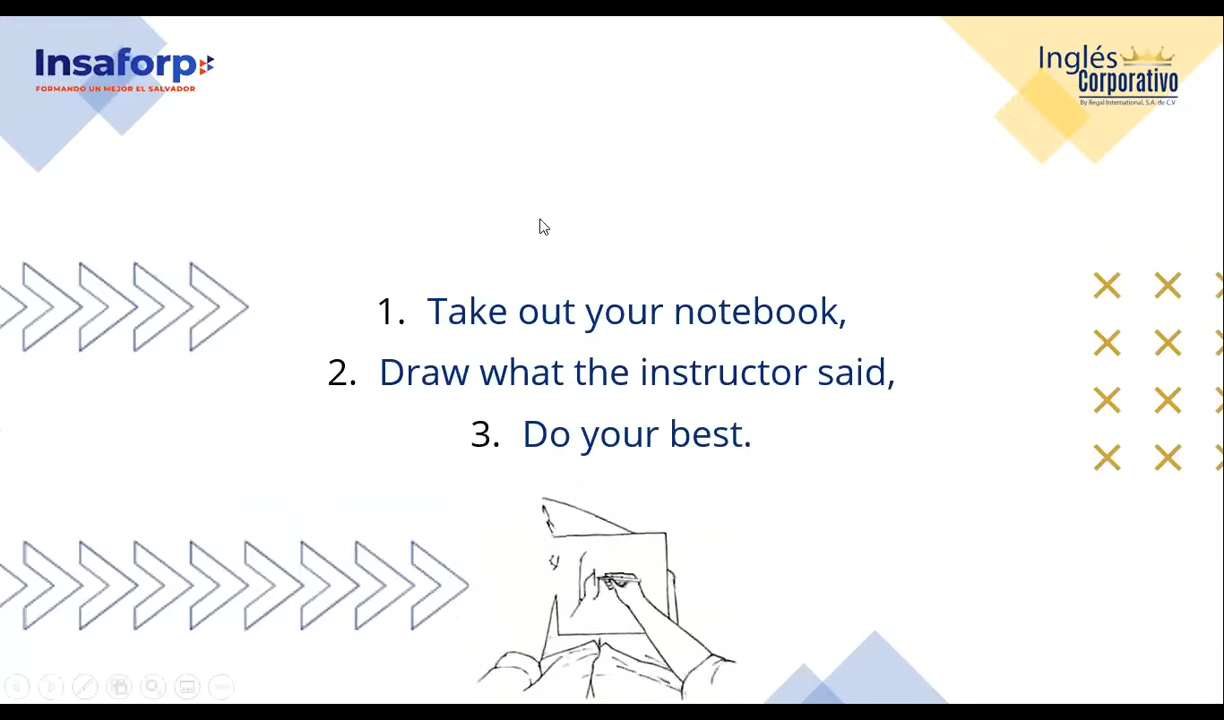 Insaforp
FORMANDO UN MEJOR EL SALVADOR
Inglés
Corporativo
By Regal International, S.A. de C.V.
1. Take out your notebook,
2. Draw what the instructor said,
3. Do your best.